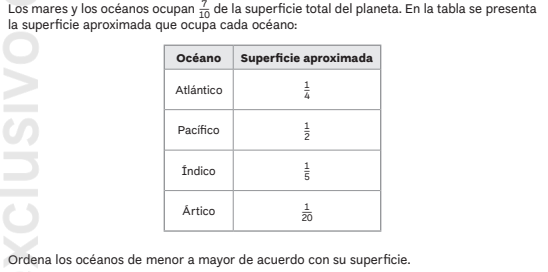 Los mares y los océanos ocupan 7/10 de la superficie total del planeta. En la tabla se presenta
la superficie aproximada que ocupa cada océano:
Océano Superficie aproximada
Atlántico 1/4
Pacífico 1/2
Índico 1/5
Ártico 1/20
Ordena los océanos de menor a mayor de acuerdo con su superficie.
xclusivo